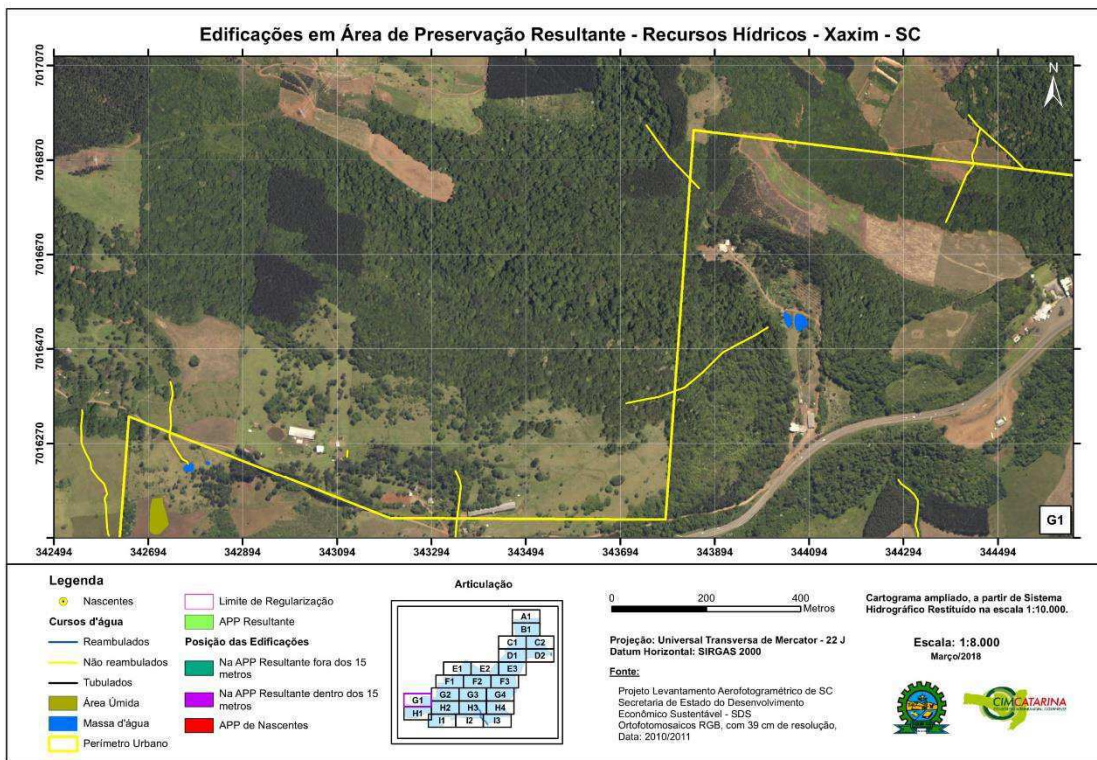 Edificações em Área de Preservação Resultante - Recursos Hídricos - Xaxim - SC
N
7017070
7016870
7016670
7016470
7016270
G1
342494 342694 342894 343094 343294 343494 343694 343894 344094 344294 344494
Legenda
Nascentes
Cursos d'água
Reambulados
Não reambulados
Tubulados
Área Úmida
Massa d'água
Perímetro Urbano
Limite de Regularização
APP Resultante
Posição das Edificações
Na APP Resultante fora dos 15
metros
Na APP Resultante dentro dos 15
metros
APP de Nascentes
Articulação
A1
B1
C1 C2
D1 D2
E1 E2 E3
F1 F2 F3
G1 G2 G3 G4
H1 H2 H3 H4
I1 I2 I3
0 200 400
Metros
Projeção: Universal Transversa de Mercator - 22 J
Datum Horizontal: SIRGAS 2000
Fonte:
Projeto Levantamento Aerofotogramétrico de SC
Secretaria de Estado do Desenvolvimento
Econômico Sustentável - SDS
Ortofotomosaicos RGB, com 39 cm de resolução,
Data: 2010/2011
Cartograma ampliado, a partir de Sistema
Hidrográfico Restituído na escala 1:10.000.
Escala: 1:8.000
Março/2018
CIMCATARINA